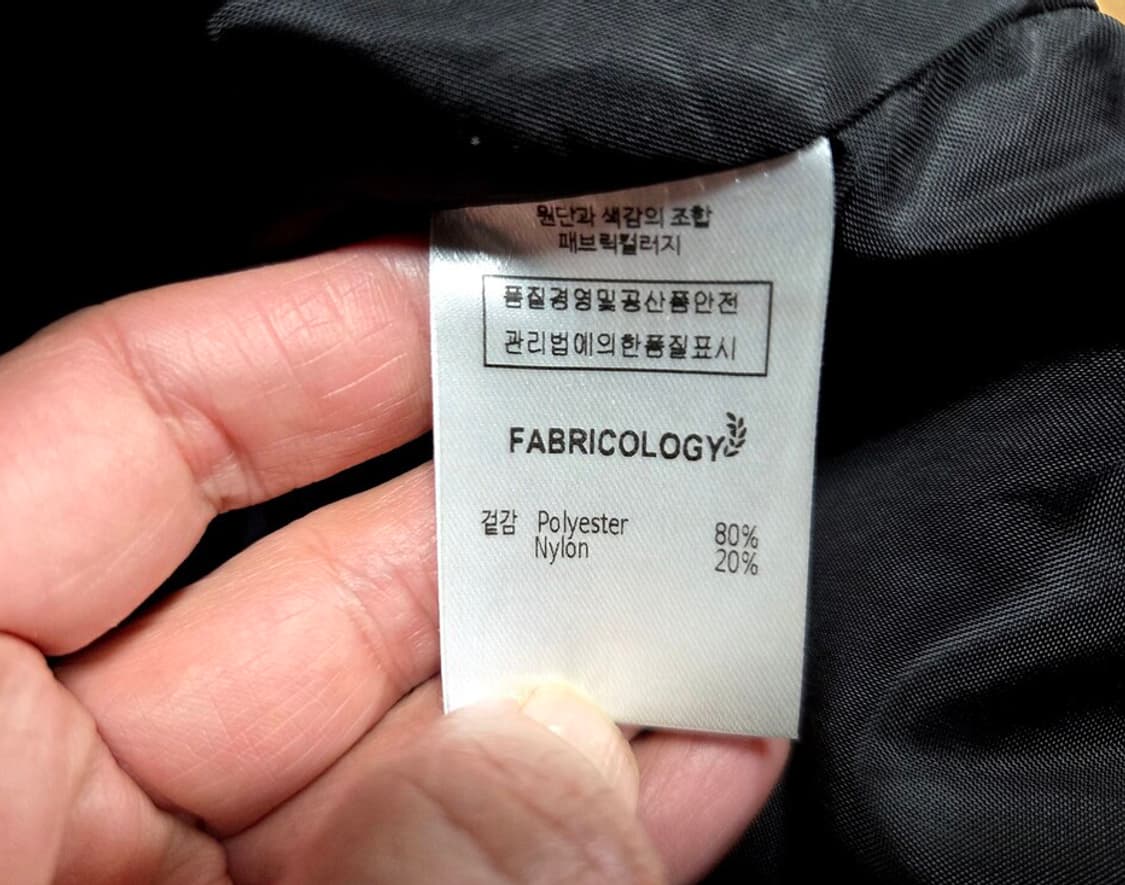 원단과 색감의 조합
패브릭컬러지
품질경영및공산품안전
관리법에의한품질표시
FABRICOLOGY
겉감 Polyester 80%
Nylon 20%